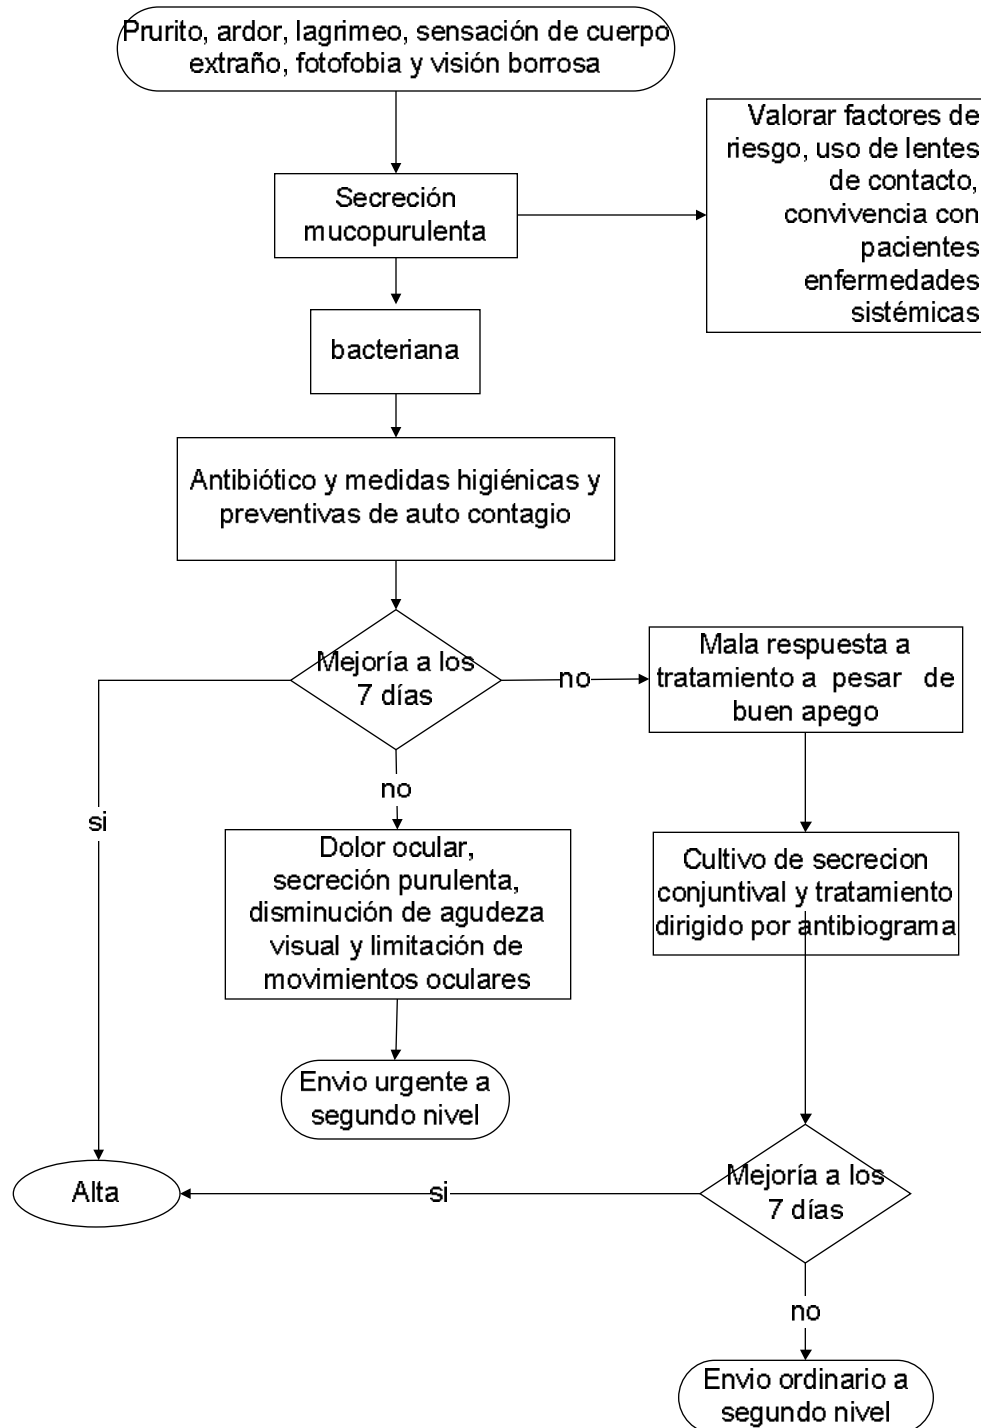 Prurito, ardor, lagrimeo, sensación de cuerpo
extraño, fotofobia y visión borrosa
Valorar factores de
riesgo, uso de lentes
de contacto,
convivencia con
pacientes
enfermedades
sistémicas
Secreción
mucopurulenta
bacteriana
Antibiótico y medidas higiénicas y
preventivas de auto contagio
Mejoría a los
7 días
no
Mala respuesta a
tratamiento a pesar de
buen apego
si
no
Dolor ocular,
secreción purulenta,
disminución de agudeza
visual y limitación de
movimientos oculares
Cultivo de secrecion
conjuntival y tratamiento
dirigido por antibiograma
Envio urgente a
segundo nivel
Mejoría a los
7 días
si
Alta
no
Envio ordinario a
segundo nivel